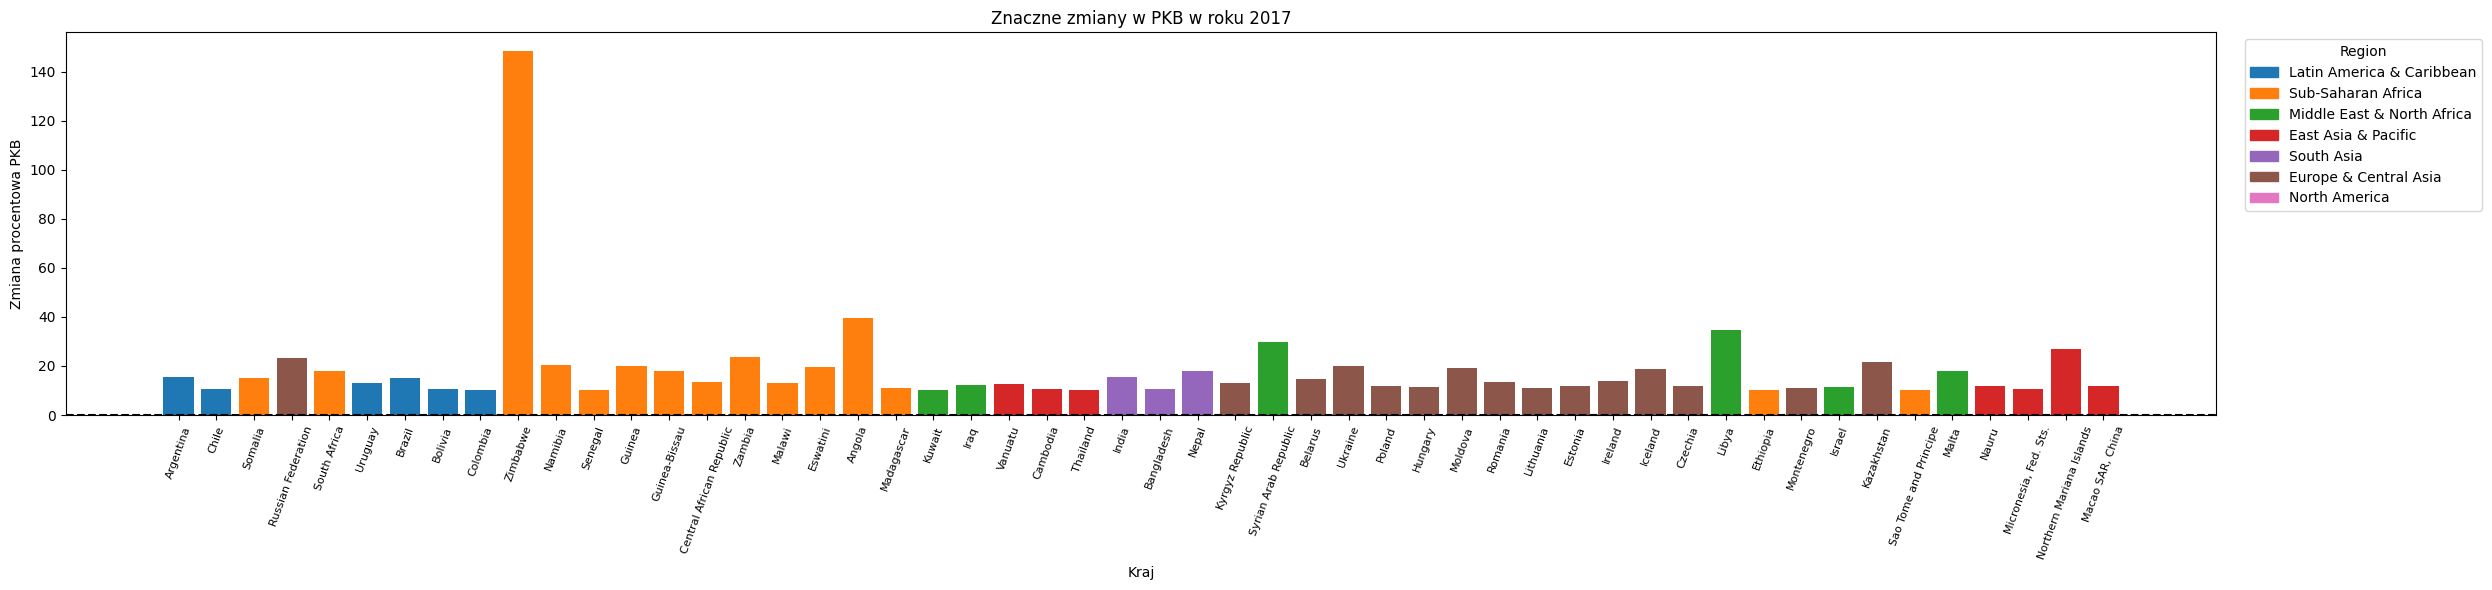 Znaczne zmiany w PKB w roku 2017
Zmiana procentowa PKB
140
120
100
80
60
40
20
0
Argentina
Chile
Somalia
Russian Federation
South Africa
Uruguay
Brazil
Bolivia
Colombia
Zimbabwe
Namibia
Senegal
Guinea
Guinea-Bissau
Central African Republic
Zambia
Malawi
Eswatini
Angola
Madagascar
Kuwait
Iraq
Vanuatu
Cambodia
Thailand
India
Bangladesh
Nepal
Kyrgyz Republic
Syrian Arab Republic
Belarus
Ukraine
Poland
Hungary
Moldova
Romania
Lithuania
Estonia
Ireland
Iceland
Czechia
Libya
Ethiopia
Montenegro
Israel
Kazakhstan
Sao Tome and Principe
Malta
Nauru
Micronesia, Fed. Sts.
Northern Mariana Islands
Macao SAR, China
Kraj
Region
Latin America & Caribbean
Sub-Saharan Africa
Middle East & North Africa
East Asia & Pacific
South Asia
Europe & Central Asia
North America